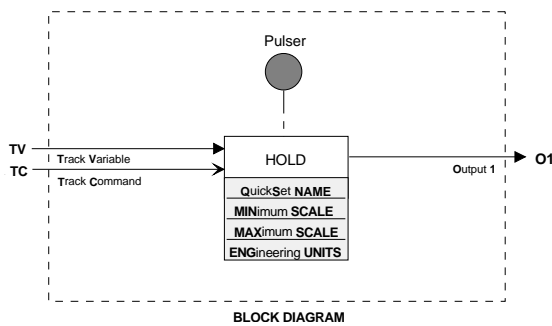 Pulser
TV
Track Variable
TC
Track Command
HOLD
Output 1
O1
QuickSet NAME
MINimum SCALE
MAXimum SCALE
ENGineering UNITS
BLOCK DIAGRAM